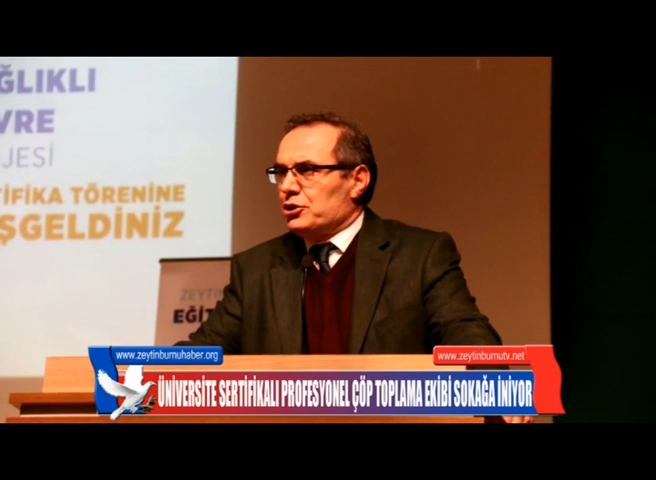 ĞLIKLI
VRE
JESİ
TİFİKA TÖRENİNE
ŞGELDİNİZ
ZEYTİN
EĞİT
www.zeytinburnuhaber.org
www.zeytinburnutv.net
ÜNİVERSİTE SERTİFİKALI PROFESYONEL ÇÖP TOPLAMA EKİBİ SOKAĞA İNİYOR